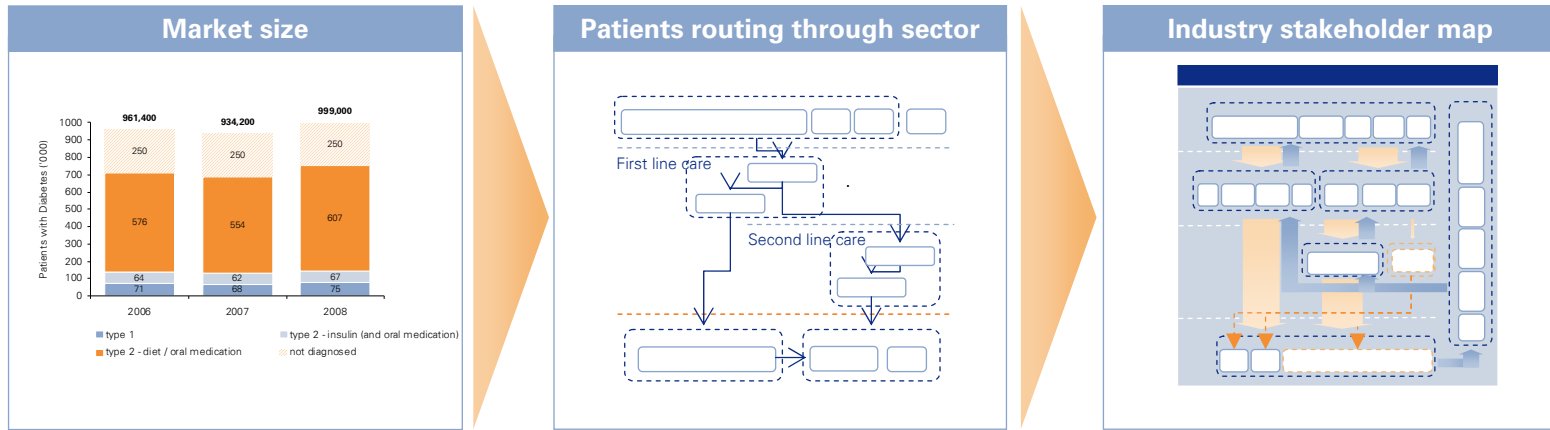 Market size
Patients routing through sector
Industry stakeholder map
Patients with Diabetes ('000)
961,400
934,200
999,000
1000
900
800
700
600
500
400
300
200
100
0
250
250
250
576
554
607
64
62
67
71
68
75
2006
2007
2008
type 1
type 2 - insulin (and oral medication)
type 2 - diet / oral medication
not diagnosed
First line care
Second line care